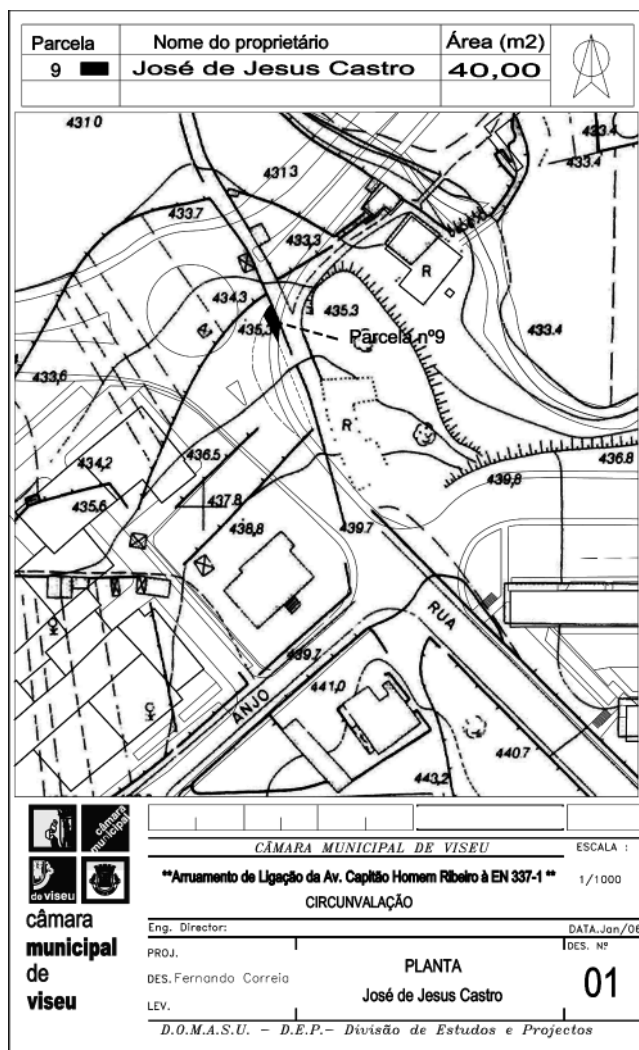 Parcela Nome do proprietário Área (m2)
9 José de Jesus Castro 40,00
431.0
433.4
433.4
431.3
433.7
433.3
R
434.3
435.3
435.3
433.4
Parcela nº9
433,6
R
436.5
434,2
436.8
439,8
435.6
437.8
438,8
439.7
RUA
439.7
441,0
ANJO
440.7
443,2
câmara municipal
de viseu
câmara
municipal
de
viseu
CÂMARA MUNICIPAL DE VISEU
ESCALA :
**Arruamento de Ligação da Av. Capitão Homem Ribeiro à EN 337-1 **
1/1000
CIRCUNVALAÇÃO
Eng. Director:
DATA.Jan/06
PROJ.
DES. Nº
PLANTA
DES. Fernando Correia
01
José de Jesus Castro
LEV.
D.O.M.A.S.U. - D.E.P.- Divisão de Estudos e Projectos